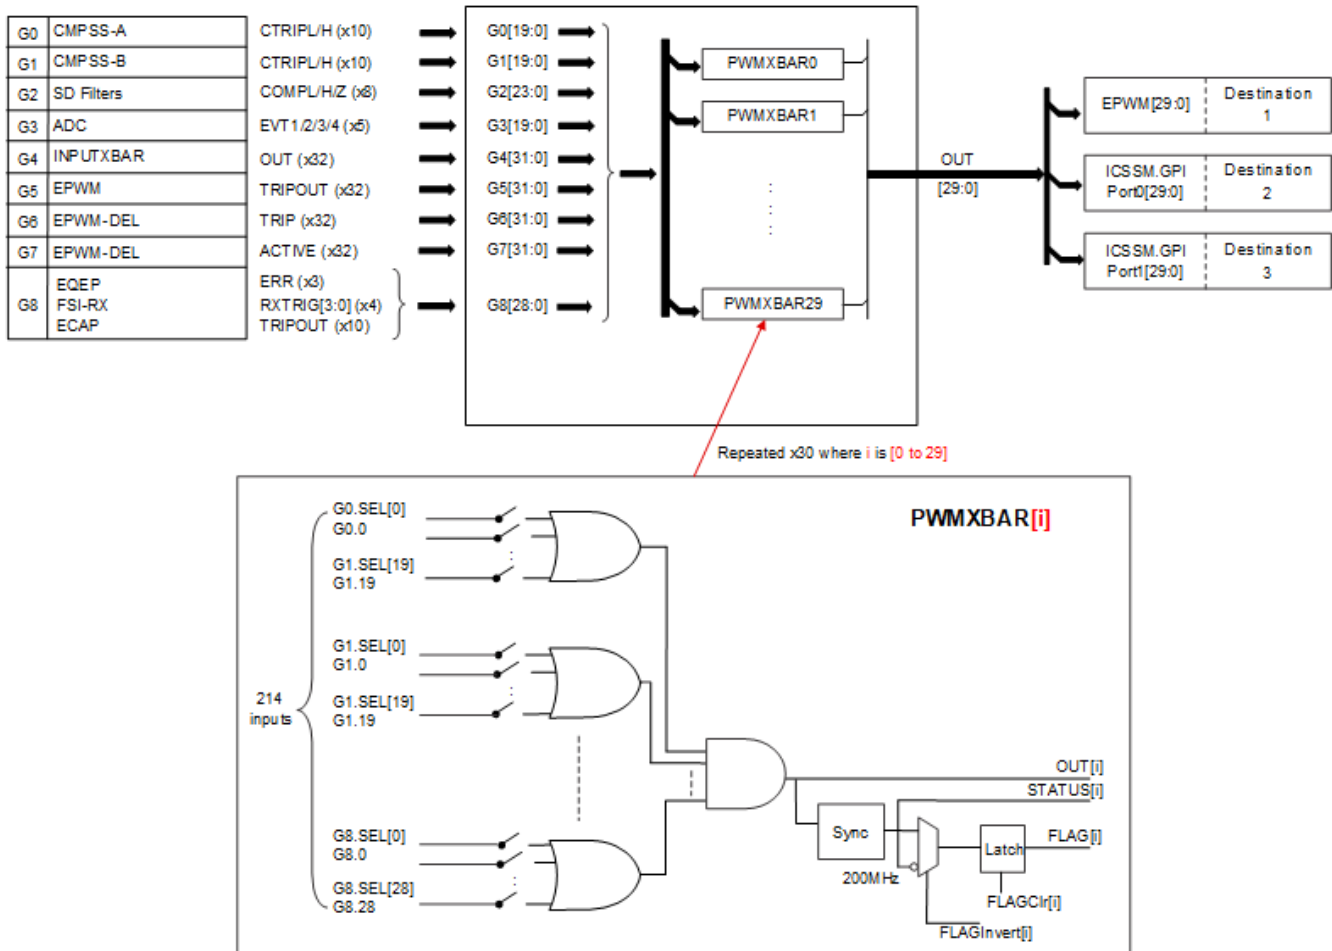 G0 CMPSS-A CTRIPL/H (x10) G0[19:0]
G1 CMPSS-B CTRIPL/H (x10) G1[19:0]
G2 SD Filters COMPL/H/Z (x8) G2[23:0]
G3 ADC EVT1/2/3/4 (x5) G3[19:0]
G4 INPUTXBAR OUT (x32) G4[31:0]
G5 EPWM TRIPOUT (x32) G5[31:0]
G6 EPWM-DEL TRIP (x32) G6[31:0]
G7 EPWM-DEL ACTIVE (x32) G7[31:0]
G8 G8[28:0]
EQEP ERR (x3)
FSI-RX RXTRIG[3:0] (x4)
ECAP TRIPOUT (x10)
PWMXBAR0
PWMXBAR1
PWMXBAR29
OUT
[29:0]
EPWM[29:0] Destination
1
ICSSM.GPI Destination
Port0[29:0] 2
ICSSM.GPI Destination
Port1[29:0] 3
Repeated x30 where i is [0 to 29]
PWMXBAR[i]
214
inputs
G0.SEL[0]
G0.0
G1.SEL[19]
G1.19
G1.SEL[0]
G1.0
G1.SEL[19]
G1.19
G8.SEL[0]
G8.0
G8.SEL[28]
G8.28
OUT[i]
STATUS[i]
Sync
200MHz
Latch
FLAG[i]
FLAGClr[i]
FLAGInvert[i]